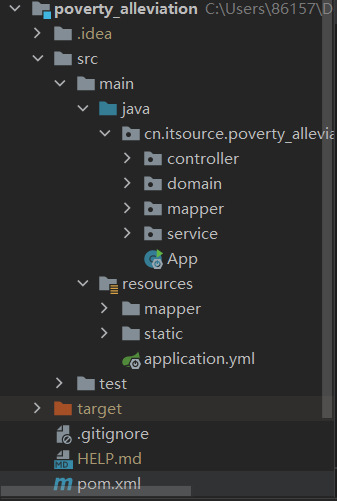 poverty_alleviation C:\Users\86157\D
.idea
src
main
java
cn.itsource.poverty_allevia
controller
domain
mapper
service
App
resources
mapper
static
application.yml
test
target
.gitignore
MD HELP.md
m pom.xml